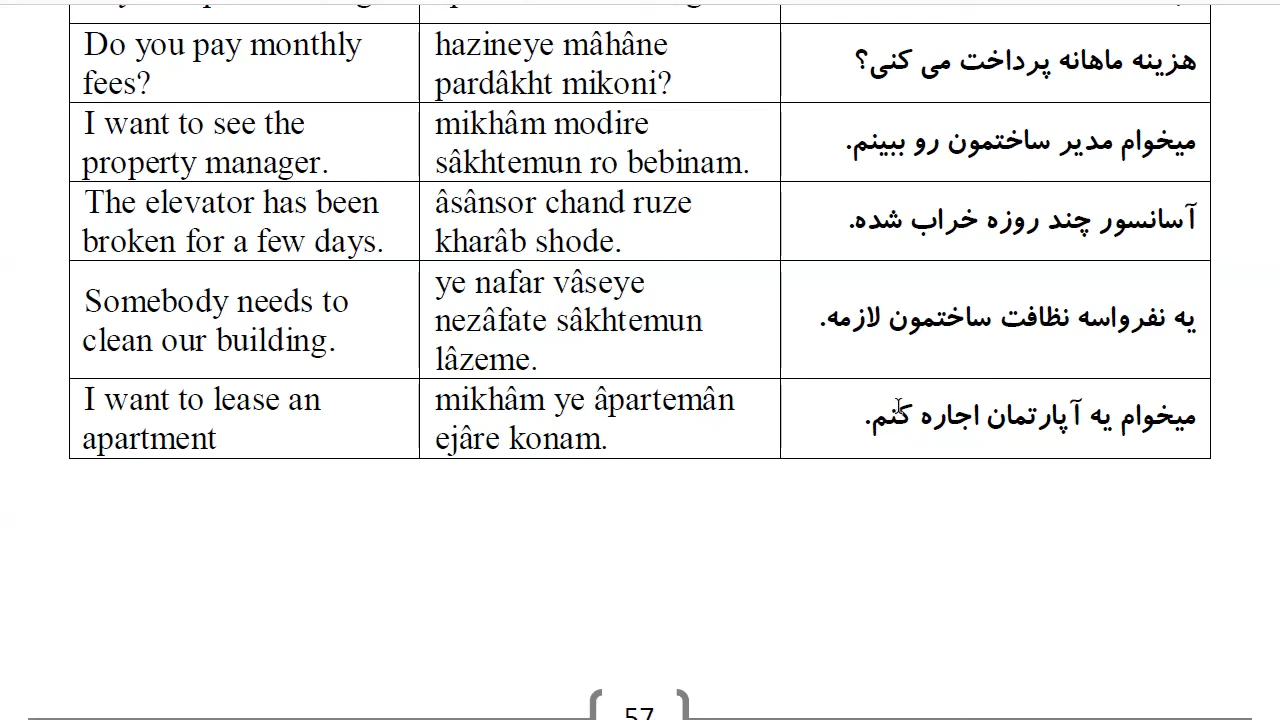 Do you pay monthly
fees?
hazineye mâhâne
pardâkht mikoni?
هزینه ماهانه پرداخت می کنی؟
I want to see the
property manager.
mikhâm modire
sâkhtemun ro bebinam.
میخوام مدیر ساختمون رو ببینم.
The elevator has been
broken for a few days.
âsânsor chand ruze
kharâb shode.
آسانسور چند روزه خراب شده.
Somebody needs to
clean our building.
ye nafar vâseye
nezâfate sâkhtemun
lâzeme.
یه نفرواسه نظافت ساختمون لازمه.
I want to lease an
apartment
mikhâm ye âpartemân
ejâre konam.
میخوام یه آپارتمان اجاره کنم.
57